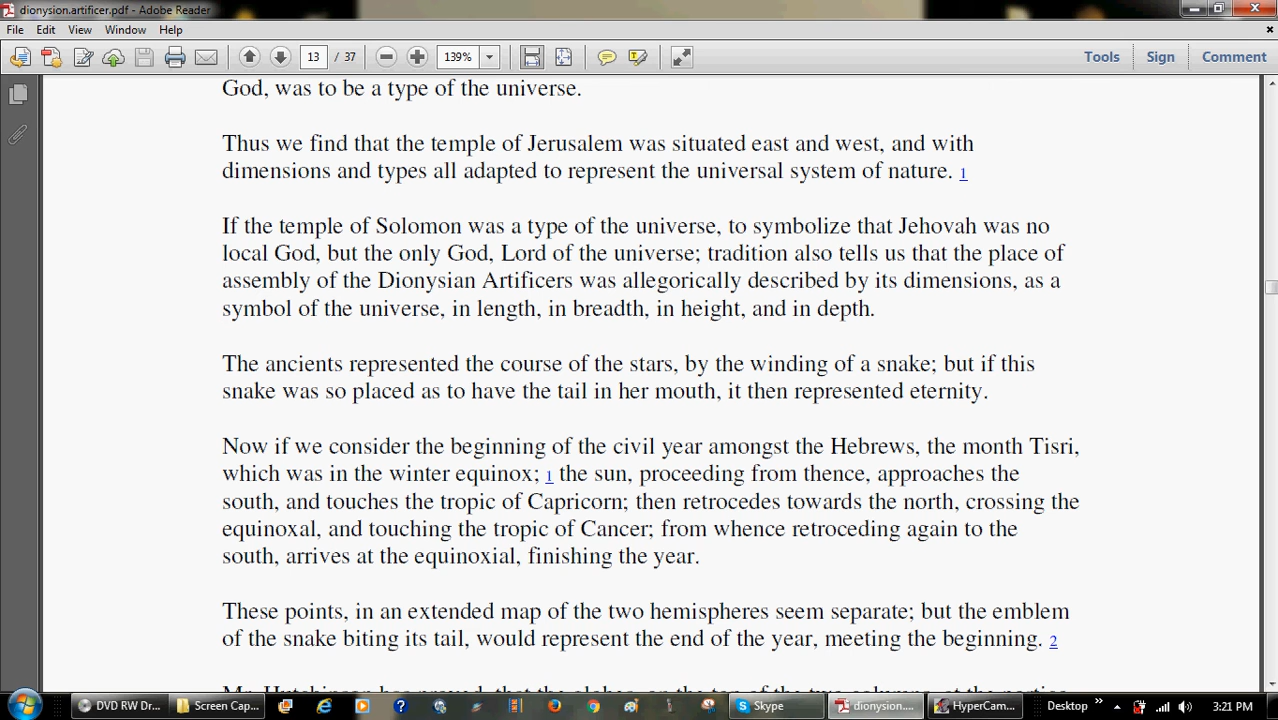 dionysion.artificer.pdf - Adobe Reader
File Edit View Window Help
13 / 37 139% Tools Sign Comment
God, was to be a type of the universe.
Thus we find that the temple of Jerusalem was situated east and west, and with
dimensions and types all adapted to represent the universal system of nature. 1
If the temple of Solomon was a type of the universe, to symbolize that Jehovah was no
local God, but the only God, Lord of the universe; tradition also tells us that the place of
assembly of the Dionysian Artificers was allegorically described by its dimensions, as a
symbol of the universe, in length, in breadth, in height, and in depth.
The ancients represented the course of the stars, by the winding of a snake; but if this
snake was so placed as to have the tail in her mouth, it then represented eternity.
Now if we consider the beginning of the civil year amongst the Hebrews, the month Tisri,
which was in the winter equinox; 1 the sun, proceeding from thence, approaches the
south, and touches the tropic of Capricorn; then retrocedes towards the north, crossing the
equinoxal, and touching the tropic of Cancer; from whence retroceding again to the
south, arrives at the equinoxial, finishing the year.
These points, in an extended map of the two hemispheres seem separate; but the emblem
of the snake biting its tail, would represent the end of the year, meeting the beginning. 2
DVD RW Dr... Screen Cap... Skype dionysion.... HyperCam... Desktop 3:21 PM